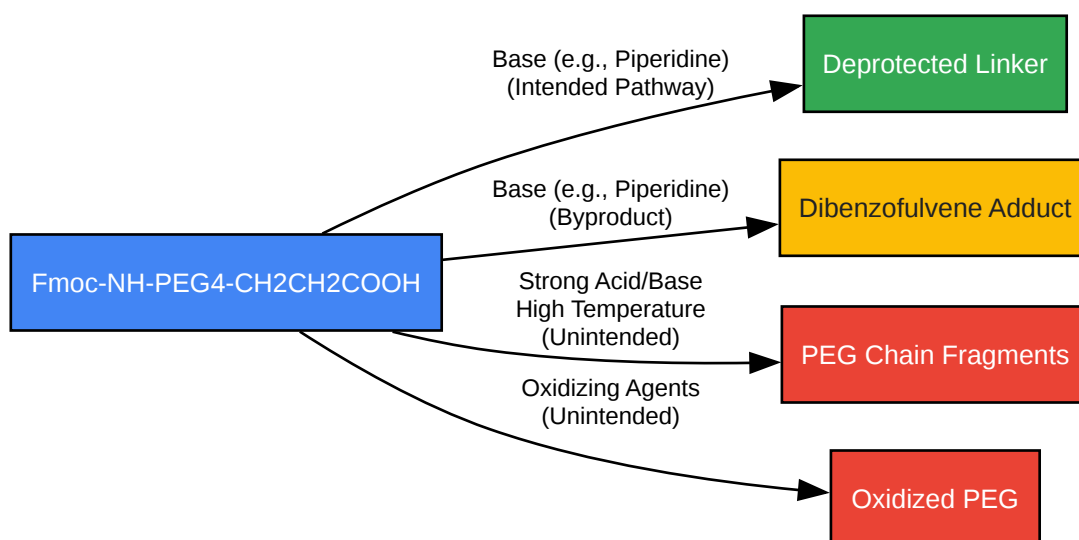 Base (e.g., Piperidine)
(Intended Pathway)
Deprotected Linker
Base (e.g., Piperidine)
(Byproduct)
Dibenzofulvene Adduct
Fmoc-NH-PEG4-CH2CH2COOH
Strong Acid/Base
High Temperature
(Unintended)
PEG Chain Fragments
Oxidizing Agents
(Unintended)
Oxidized PEG